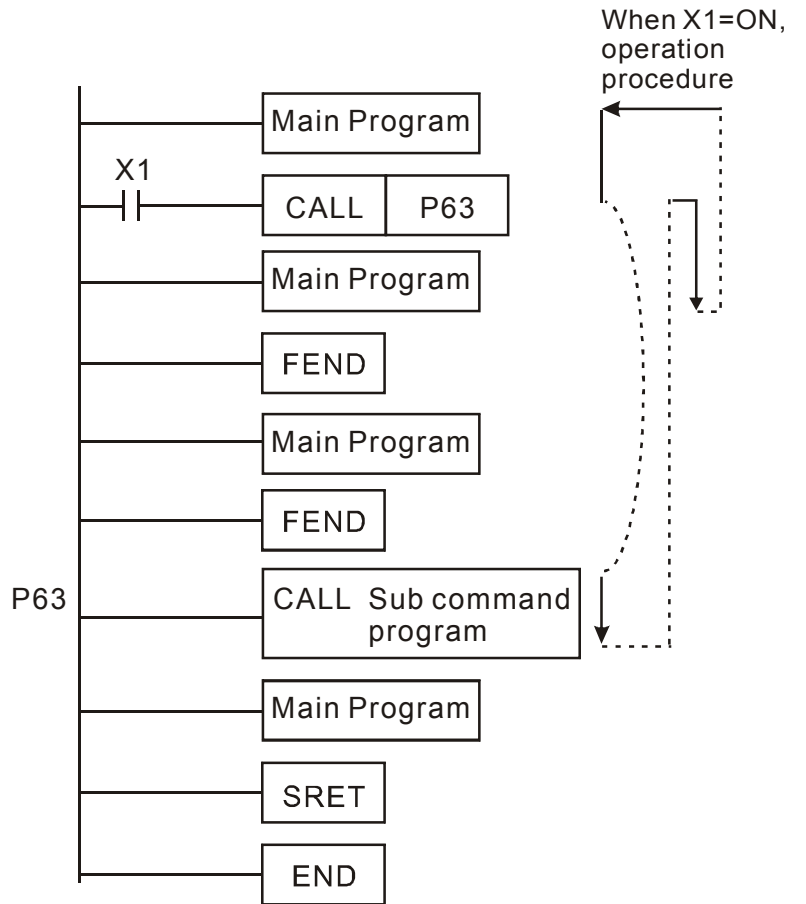 When X1=ON,
operation
procedure
Main Program
X1
CALL P63
Main Program
FEND
Main Program
FEND
P63
CALL Sub command
program
Main Program
SRET
END